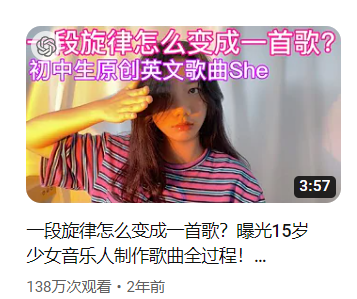 一段旋律怎么变成一首歌?
初中生原创英文歌曲She
3:57
一段旋律怎么变成一首歌？曝光15岁
少女音乐人制作歌曲全过程！...
138万次观看・2年前